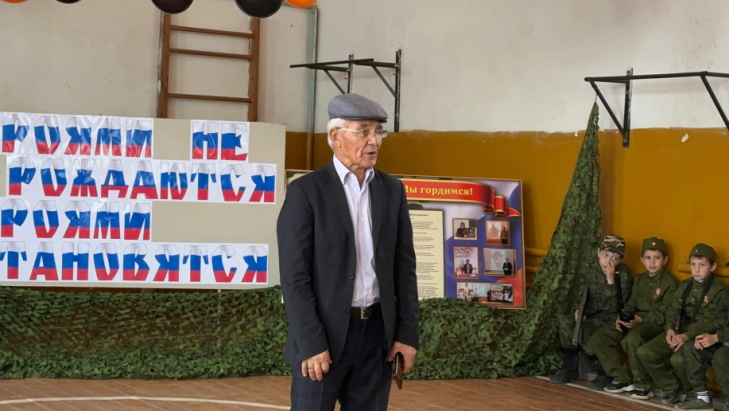 РОЯМИ НЕ
РОЖДАЮТСЯ
РОЯМИ
ТАНОВЯТСЯ
Мы гордимся!